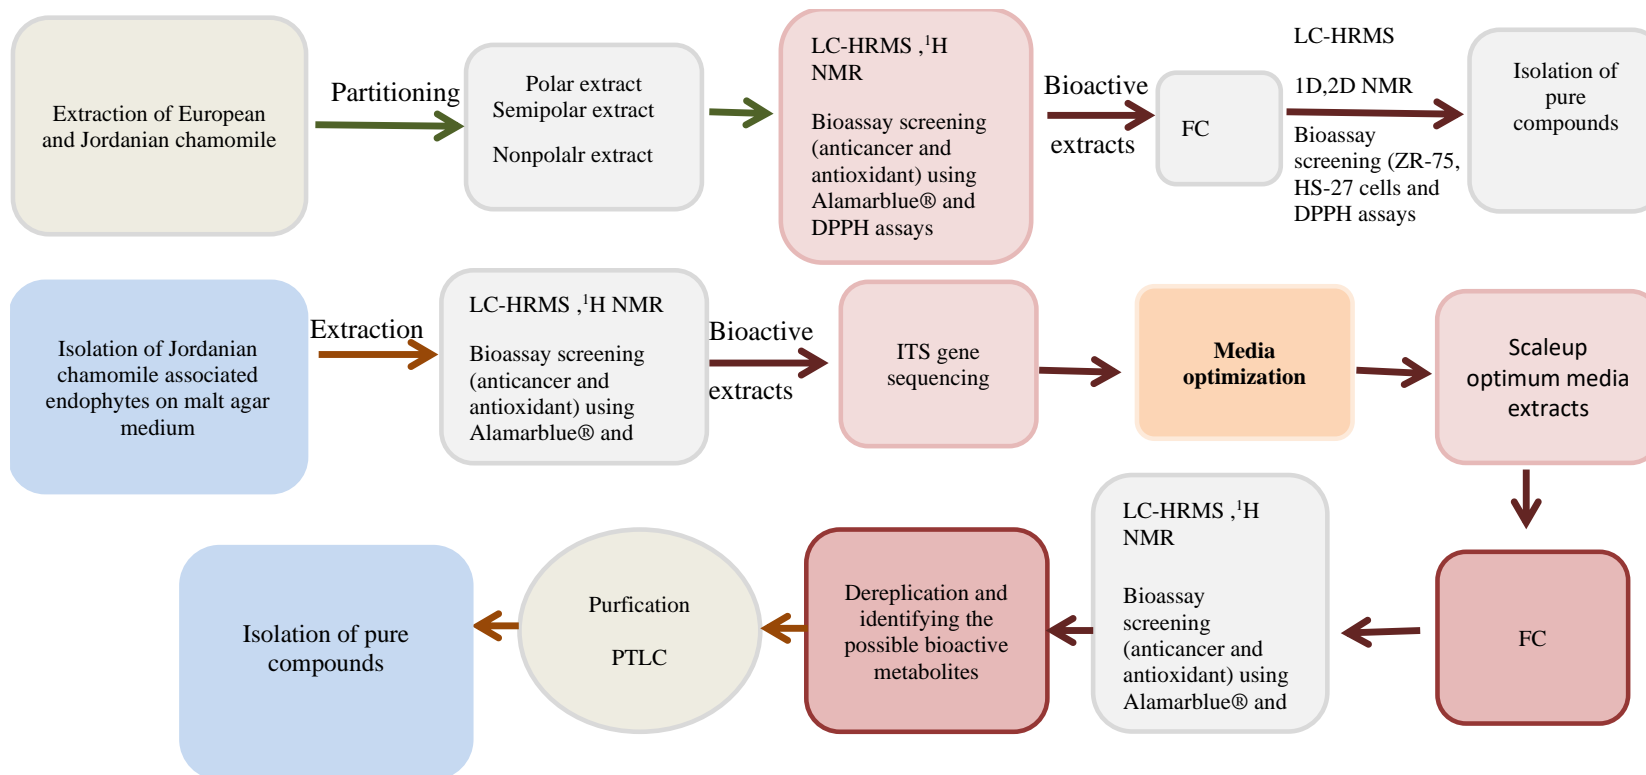 Extraction of European
and Jordanian chamomile
Partitioning
Polar extract
Semipolar extract
Nonpolalr extract
LC-HRMS ,¹H
NMR
Bioassay screening
(anticancer and
antioxidant) using
Alamarblue® and
DPPH assays
Bioactive
extracts
FC
LC-HRMS
1D,2D NMR
Bioassay
screening (ZR-75,
HS-27 cells and
DPPH assays
Isolation of
pure
compounds
Isolation of Jordanian
chamomile associated
endophytes on malt agar
medium
Extraction
LC-HRMS ,¹H NMR
Bioassay screening
(anticancer and
antioxidant) using
Alamarblue® and
Bioactive
extracts
ITS gene
sequencing
Media
optimization
Scaleup
optimum media
extracts
FC
LC-HRMS ,¹H
NMR
Bioassay
screening
(anticancer and
antioxidant) using
Alamarblue® and
Dereplication and
identifying the
possible bioactive
metabolites
Purfication
PTLC
Isolation of pure
compounds